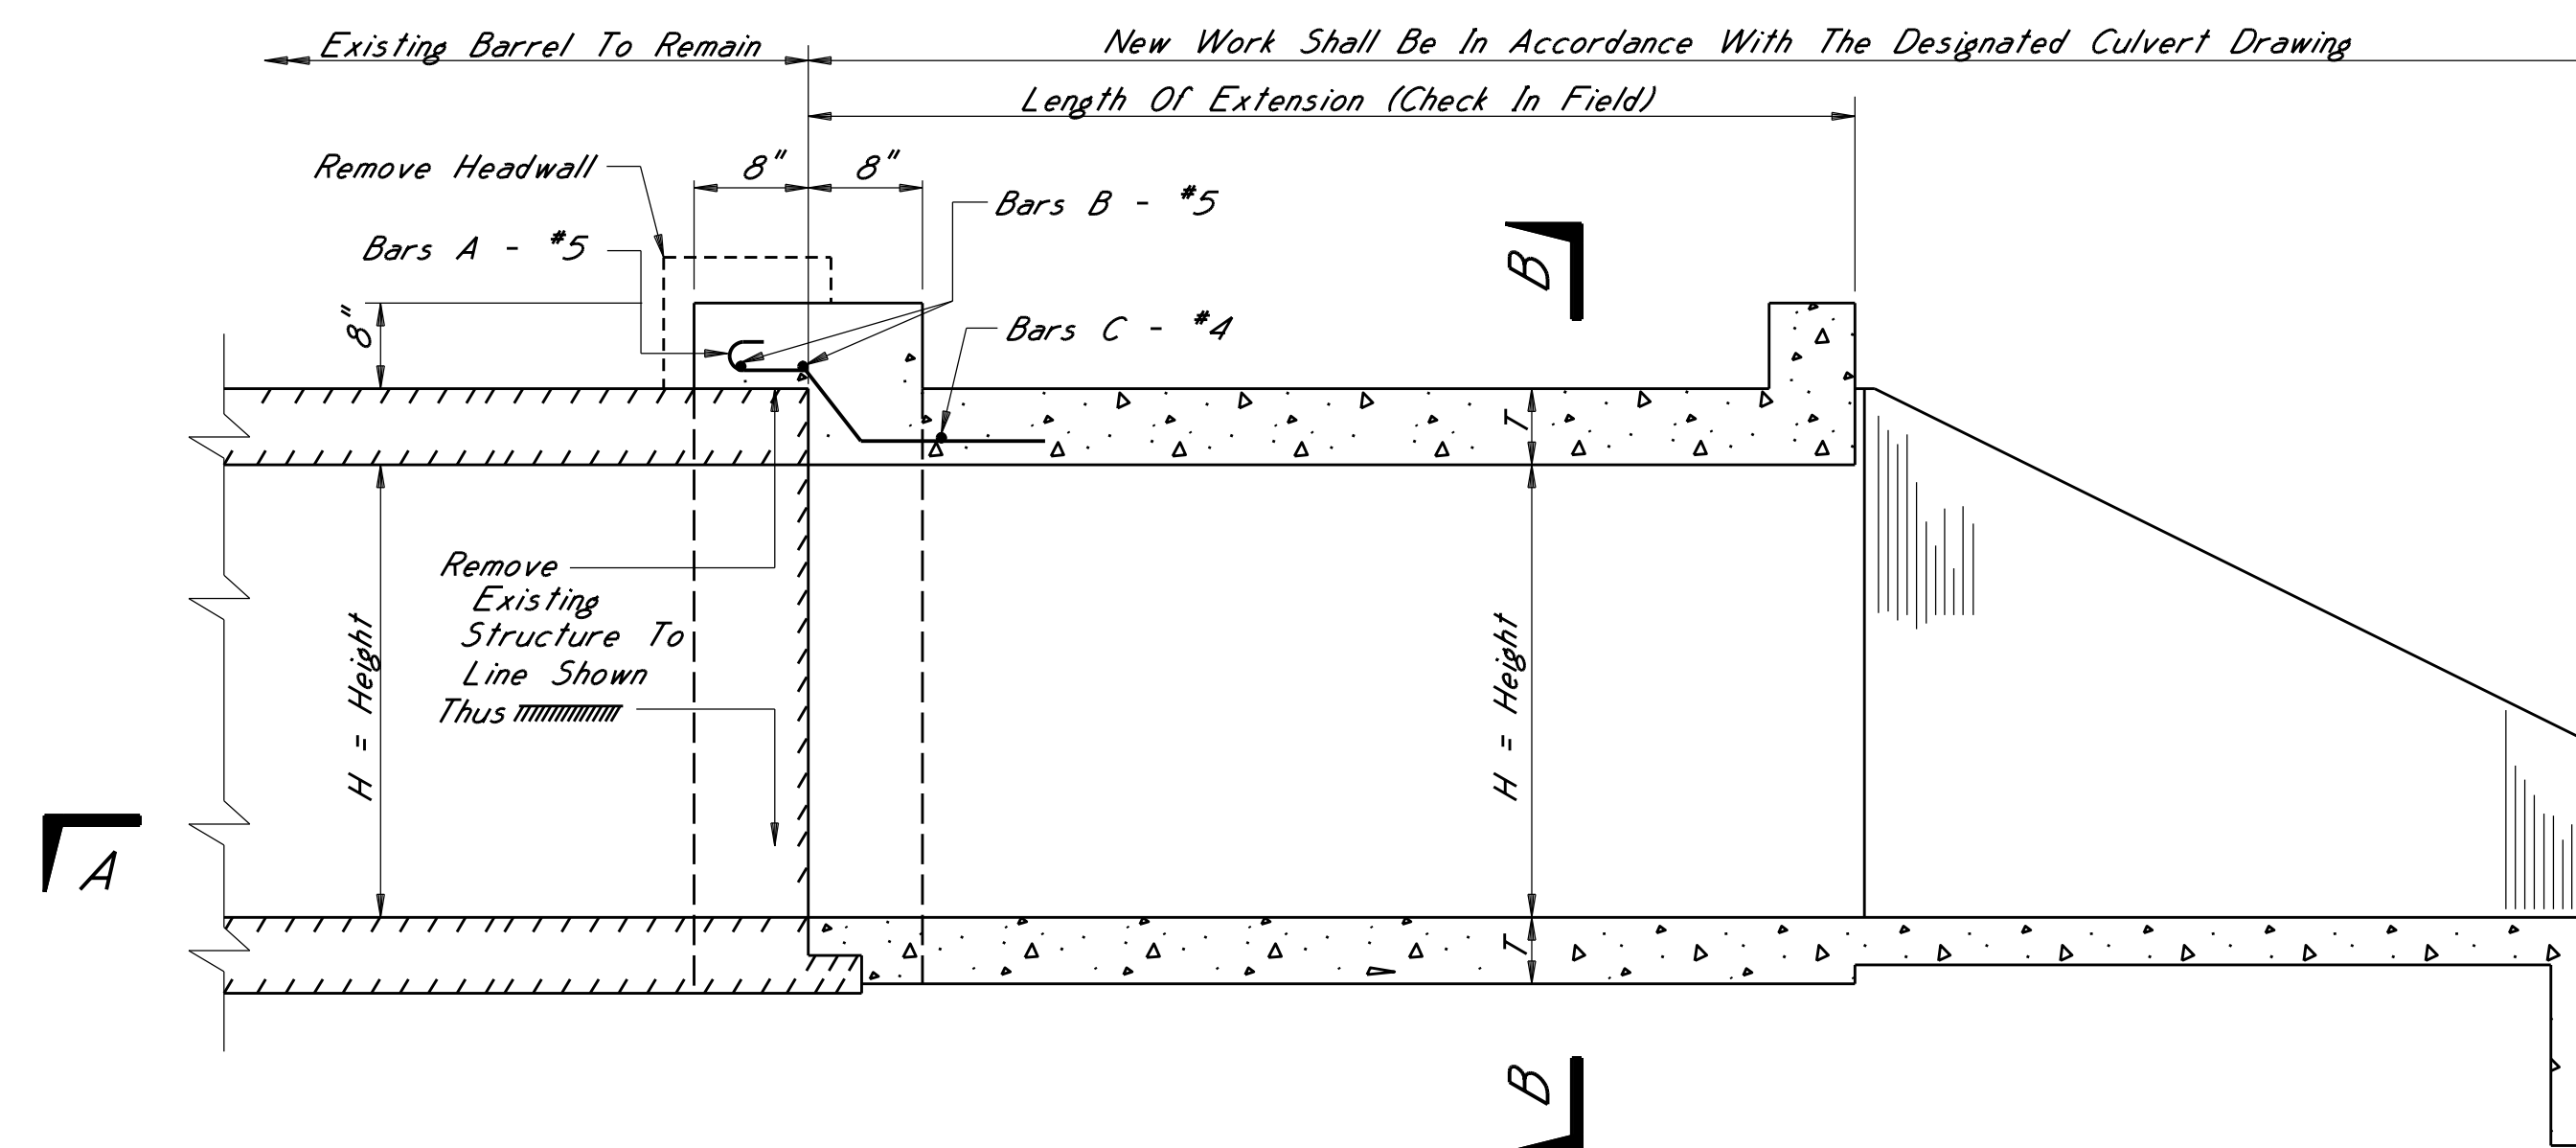 Existing Barrel To Remain
New Work Shall Be In Accordance With The Designated Culvert Drawing
Length Of Extension (Check In Field)
Remove Headwall
8"
8"
Bars B - #5
Bars A - #5
B
8"
Bars C - #4
T
Remove
Existing
Structure To
Line Shown
Thus
H = Height
H = Height
A
T
B